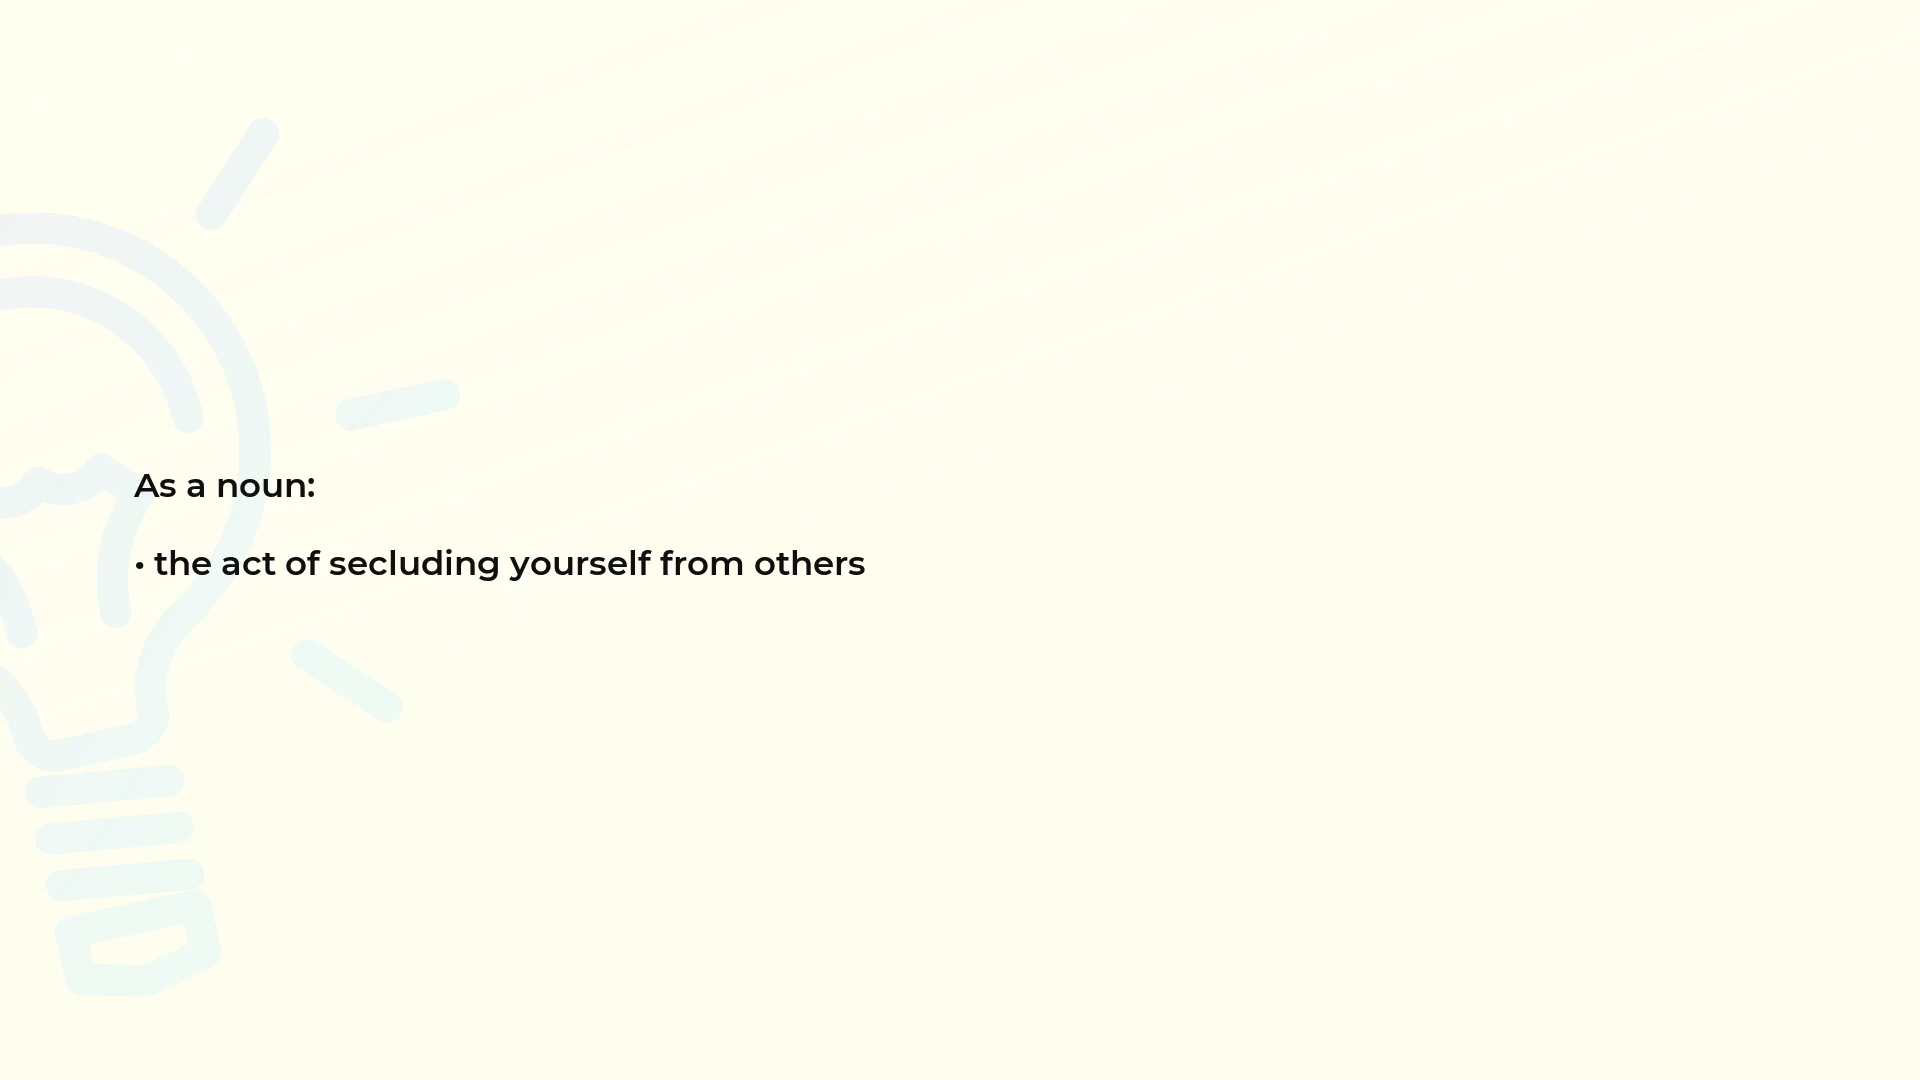 As a noun:
• the act of secluding yourself from others